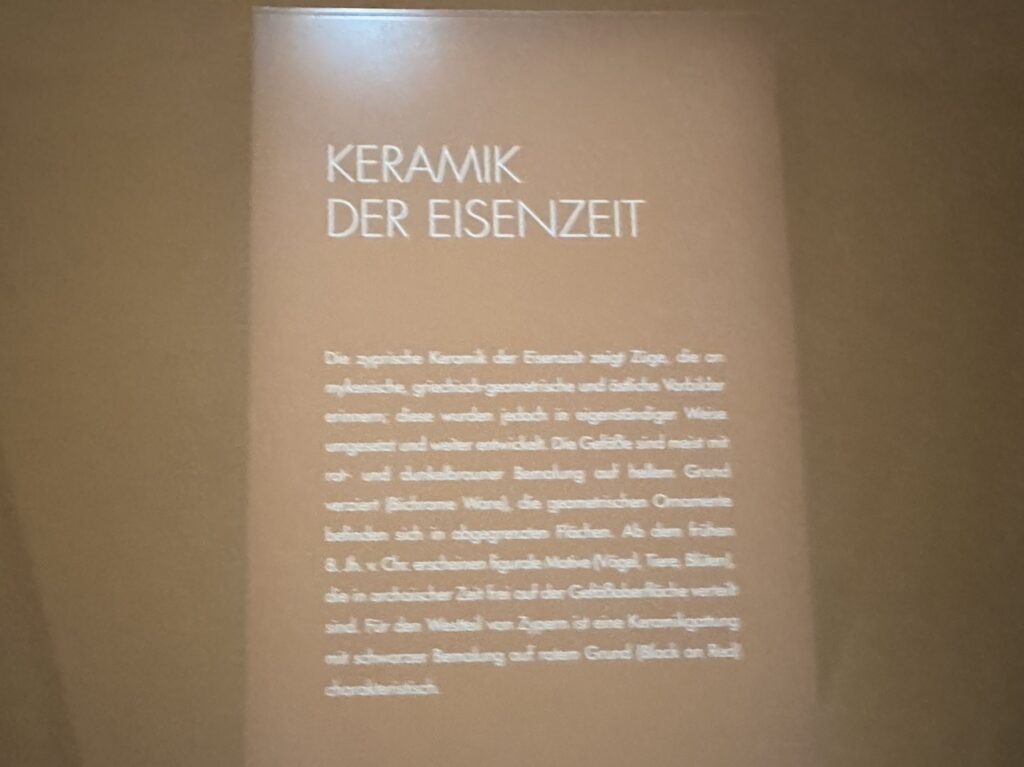 KERAMIK
DER EISENZEIT
Die zyprische Keramik der Eisenzeit zeigt Züge, die an
mykenische, griechisch-geometrische und östliche Vorbilder
erinnern; diese wurden jedoch in eigenständiger Weise
umgesetzt und weiter entwickelt. Die Gefäße sind meist mit
rot- und dunkelbrauner Bemalung auf hellem Grund
verziert (Bichrome Ware), die geometrischen Ornamente
befinden sich in abgegrenzten Flächen. Ab dem frühen
8. Jh. v. Chr. erscheinen figurale Motive (Vögel, Tiere, Blüten),
die in archaischer Zeit frei auf der Gefäßoberfläche verteilt
sind. Für den Westteil von Zypern ist eine Keramikgattung
mit schwarzer Bemalung auf rotem Grund (Black on Red)
charakteristisch.